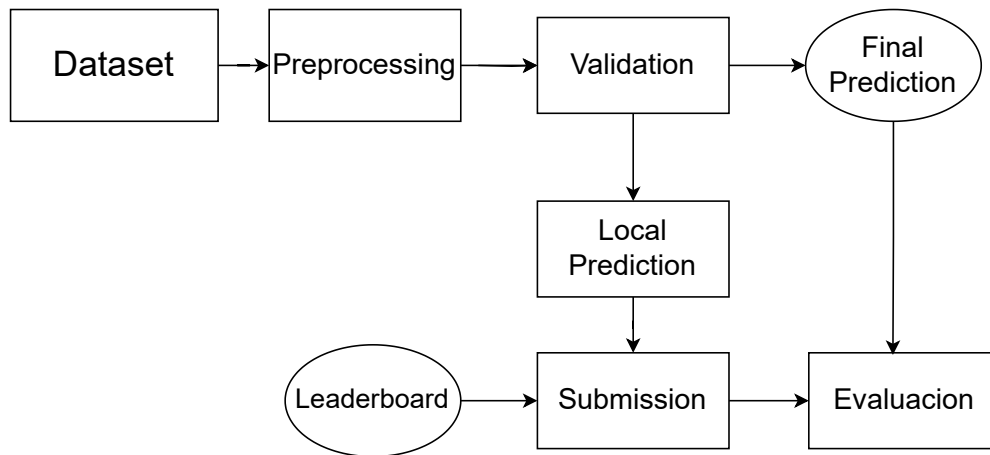 Dataset
Preprocessing
Validation
Final
Prediction
Local
Prediction
Leaderboard
Submission
Evaluacion